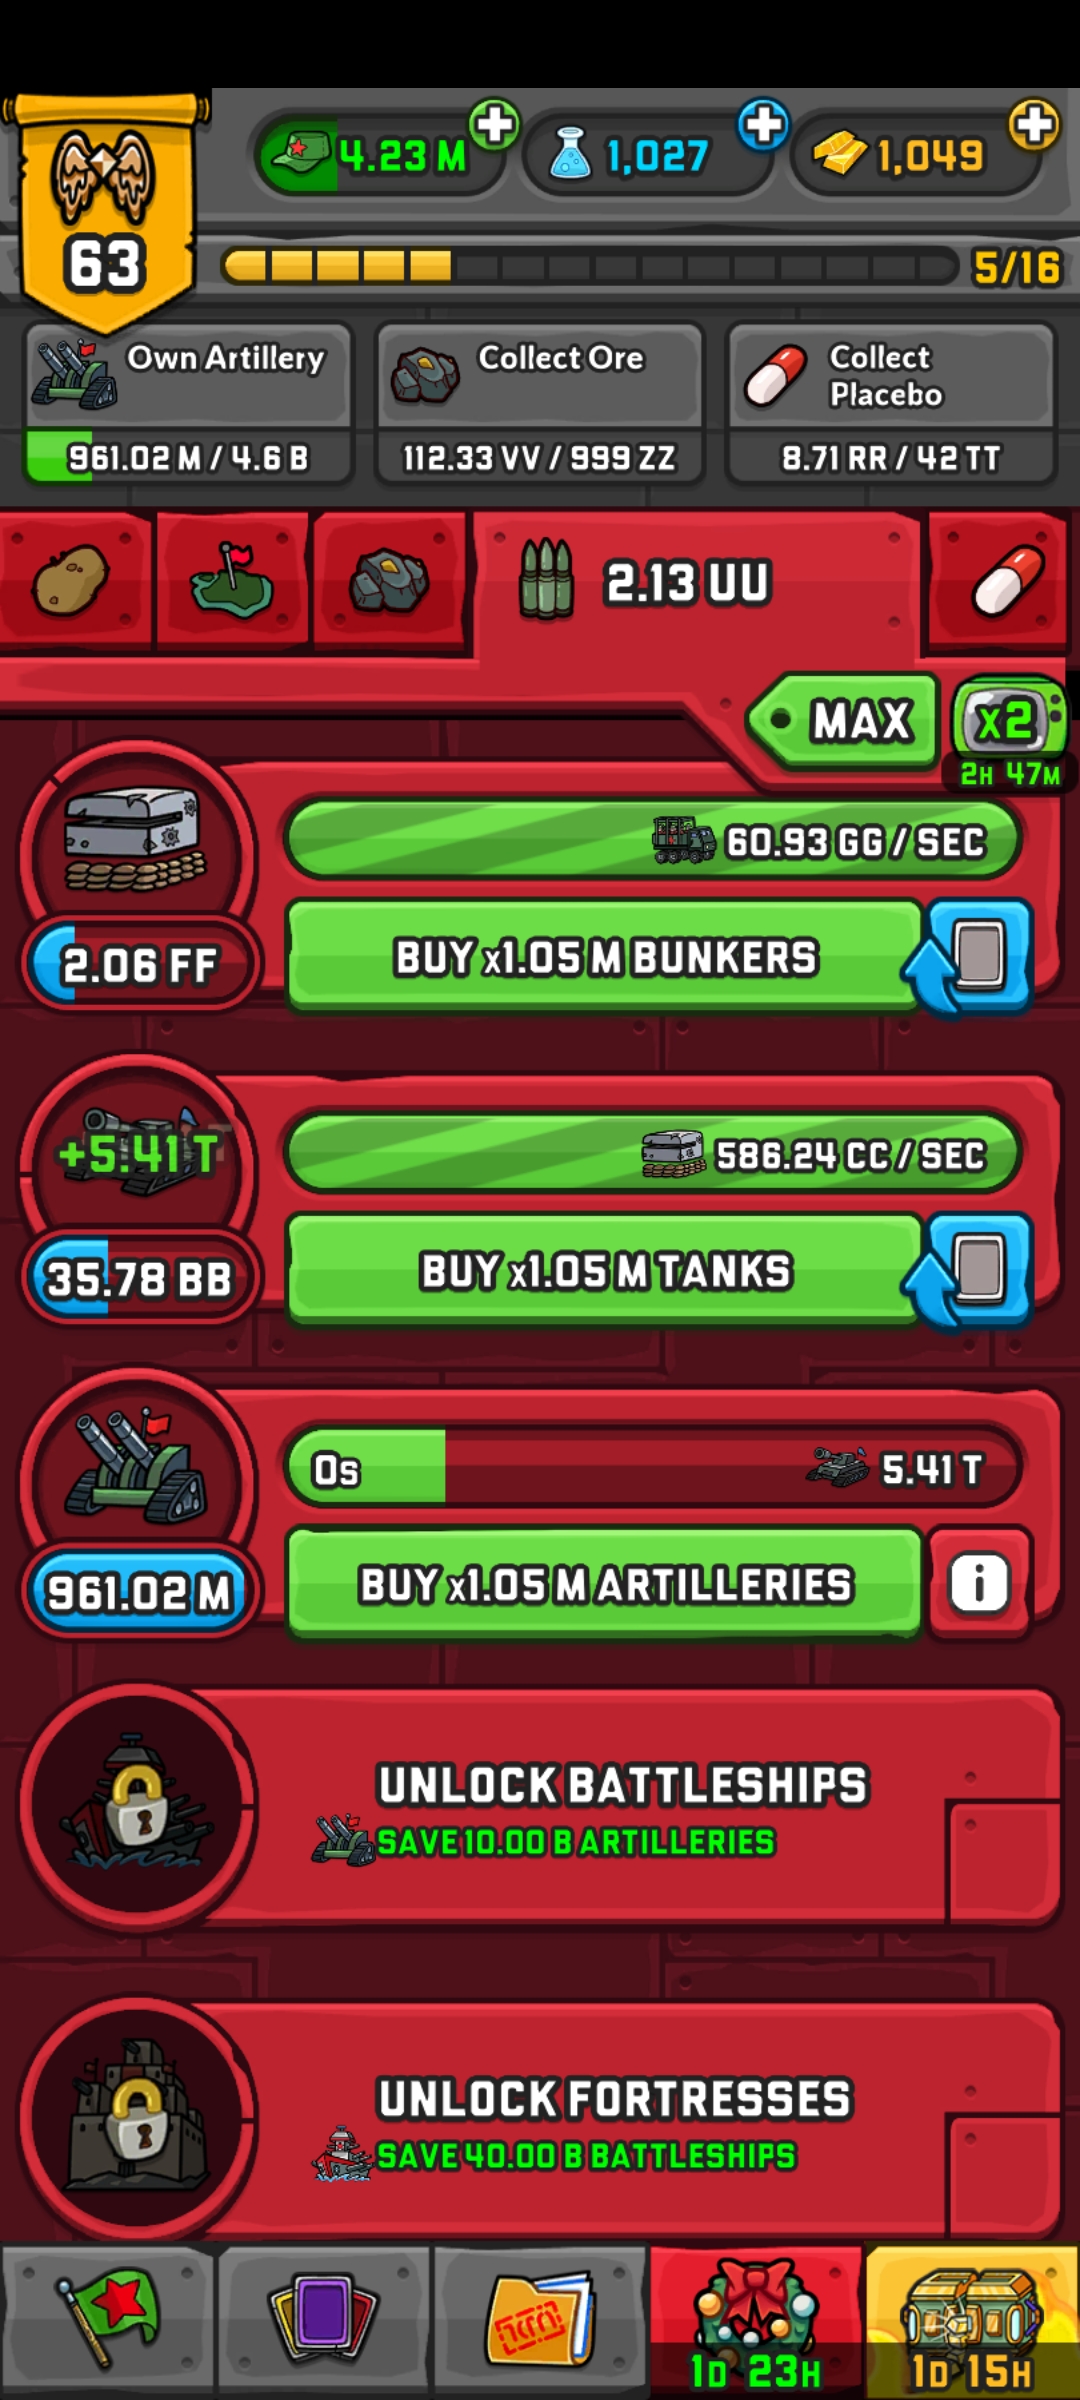 4.23 M
1,027
1,049
63
5/16
Own Artillery
961.02 M / 4.6 B
Collect Ore
112.33 VV / 999 ZZ
Collect
Placebo
8.71 RR / 42 TT
2.13 UU
MAX
x2
2H 47M
60.93 GG / SEC
2.06 FF
BUY x1.05 M BUNKERS
+5.41 T
586.24 CC / SEC
35.78 BB
BUY x1.05 M TANKS
0s
5.41 T
961.02 M
BUY x1.05 M ARTILLERIES
i
UNLOCK BATTLESHIPS
SAVE 10.00 B ARTILLERIES
UNLOCK FORTRESSES
SAVE 40.00 B BATTLESHIPS
1D 23H
1D 15H